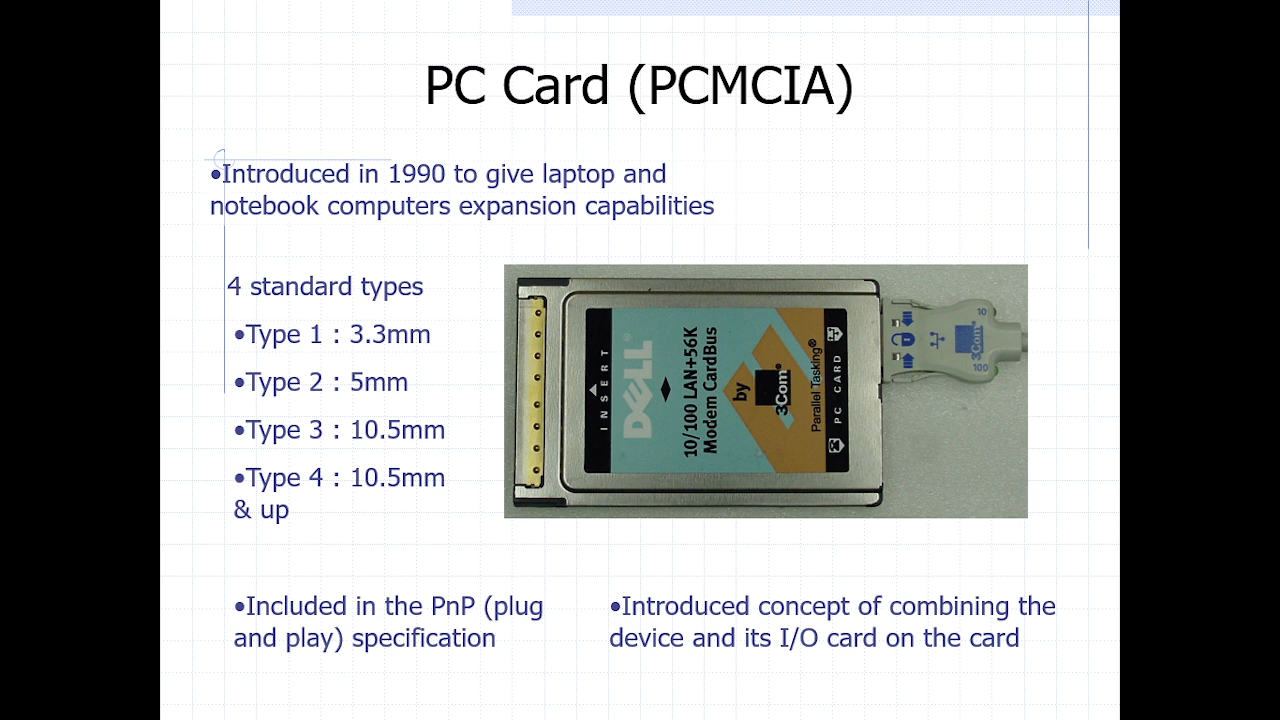 PC Card (PCMCIA)
•Introduced in 1990 to give laptop and
notebook computers expansion capabilities
4 standard types
•Type 1 : 3.3mm
•Type 2 : 5mm
•Type 3 : 10.5mm
•Type 4 : 10.5mm
& up
INSERT
DELL®
10/100 LAN+56K
Modem CardBus
by
3Com®
Parallel Tasking®
PC CARD
10
3Com
100
•Included in the PnP (plug
and play) specification
•Introduced concept of combining the
device and its I/O card on the card